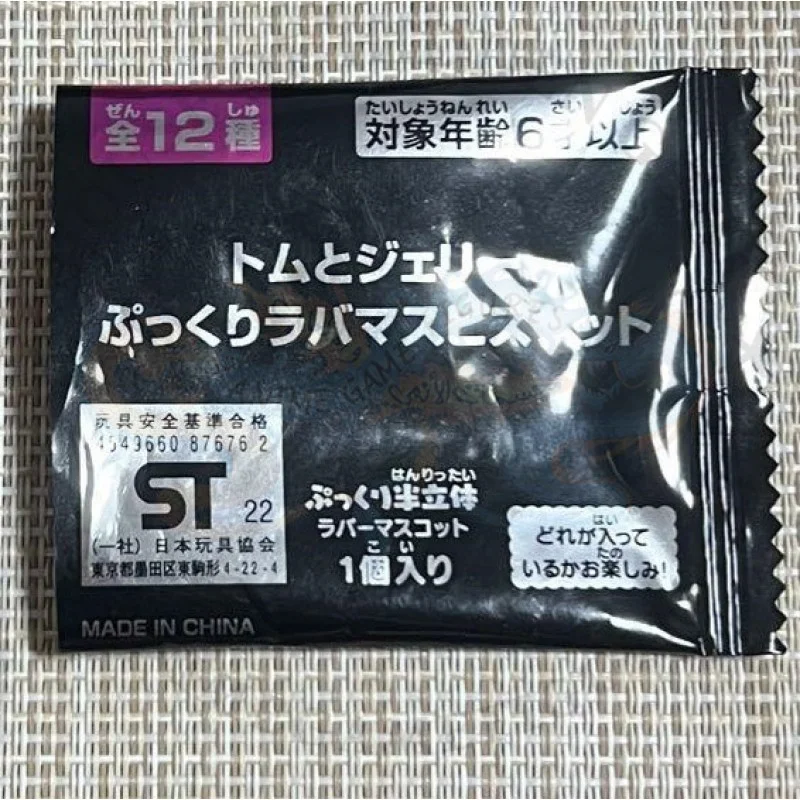 ぜん しゅ
全12種
たいしょうねんれい さい いじょう
対象年齢6才以上
トムとジェリー
ぷっくりラバマスビスケット
玩具安全基準合格
4549660 87676 2
ST 22
(一社) 日本玩具協会
東京都墨田区東駒形4-22-4
はんりったい
ぷっくり半立体
ラバーマスコット
こ い
1個入り
はい
どれが入って
たの
いるかお楽しみ!
MADE IN CHINA